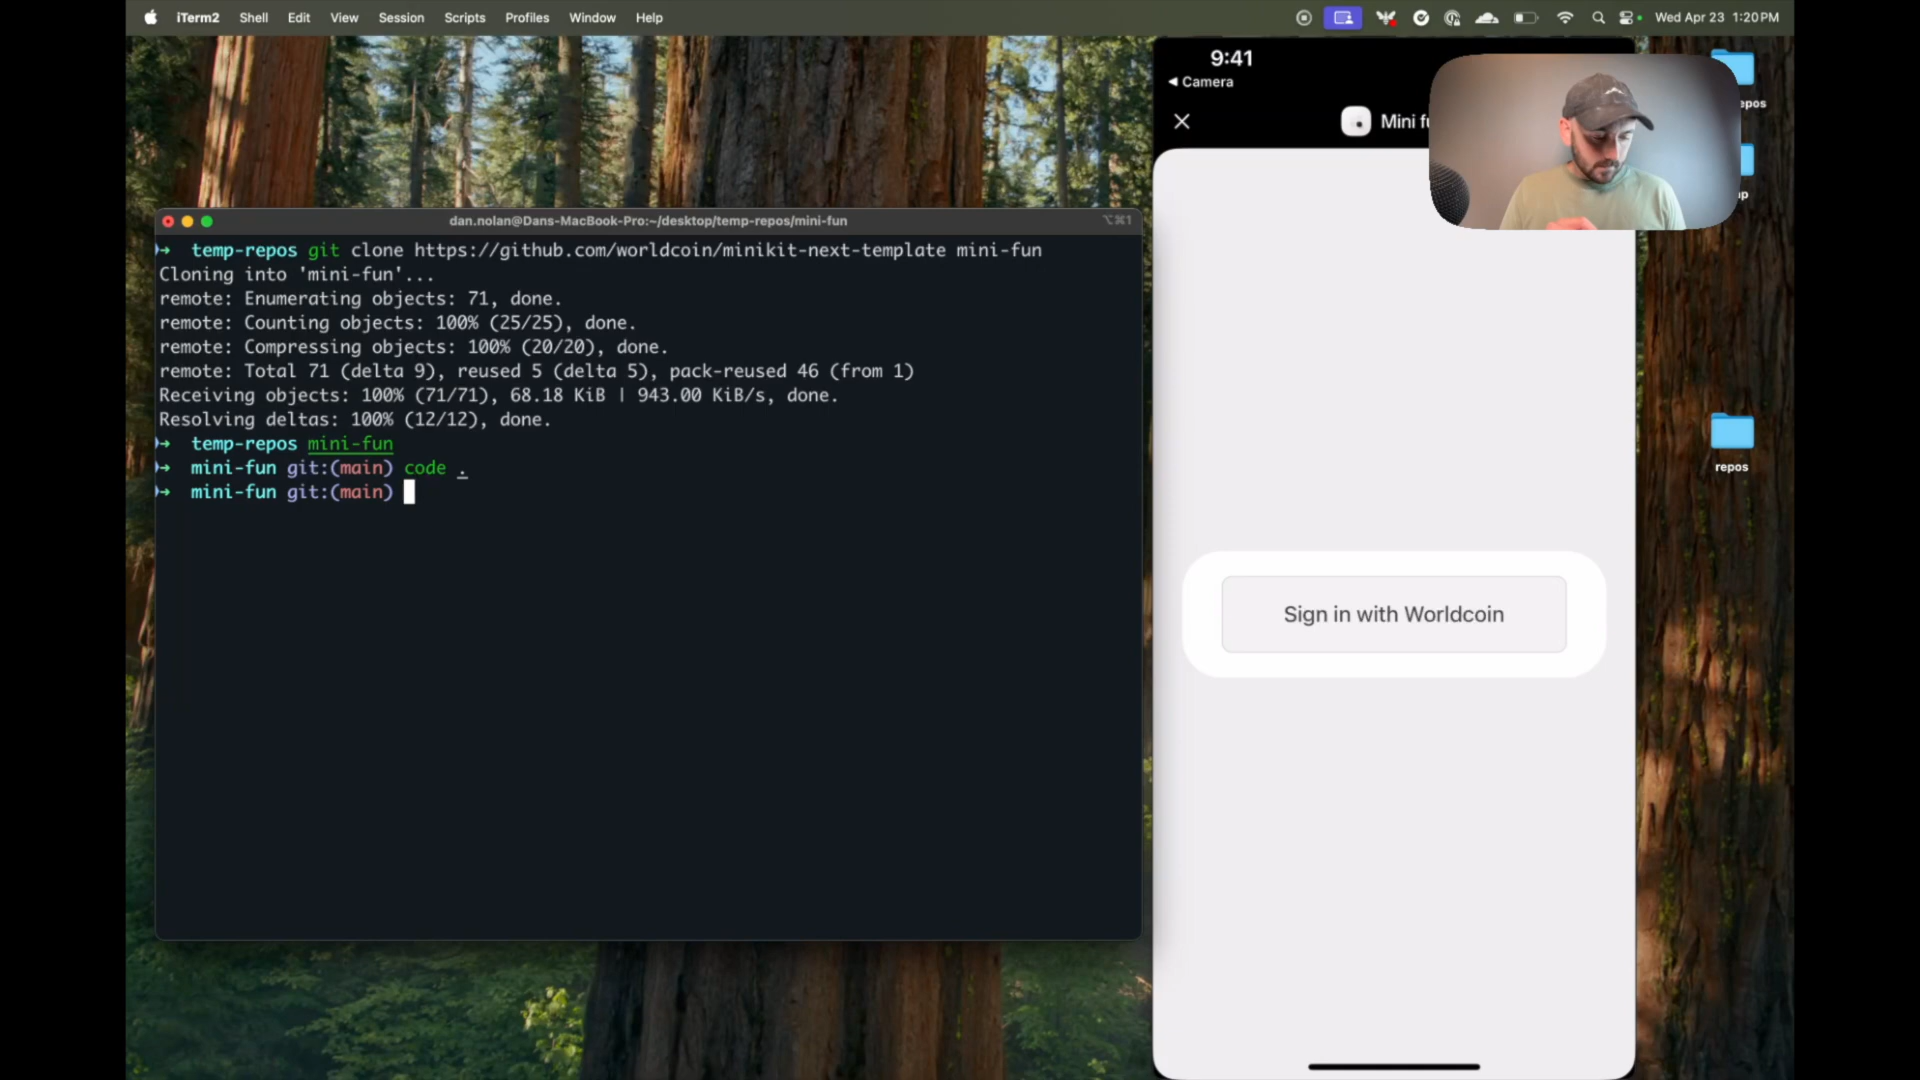 iTerm2 Shell Edit View Session Scripts Profiles Window Help Wed Apr 23 1:20 PM
dan.nolan@Dans-MacBook-Pro:~/desktop/temp-repos/mini-fun ⌥⌘1
➜ temp-repos git clone https://github.com/worldcoin/minikit-next-template mini-fun
Cloning into 'mini-fun'...
remote: Enumerating objects: 71, done.
remote: Counting objects: 100% (25/25), done.
remote: Compressing objects: 100% (20/20), done.
remote: Total 71 (delta 9), reused 5 (delta 5), pack-reused 46 (from 1)
Receiving objects: 100% (71/71), 68.18 KiB | 943.00 KiB/s, done.
Resolving deltas: 100% (12/12), done.
➜ temp-repos mini-fun
➜ mini-fun git:(main) code .
➜ mini-fun git:(main)
9:41
◀ Camera
Mini fu
Sign in with Worldcoin
epos
repos